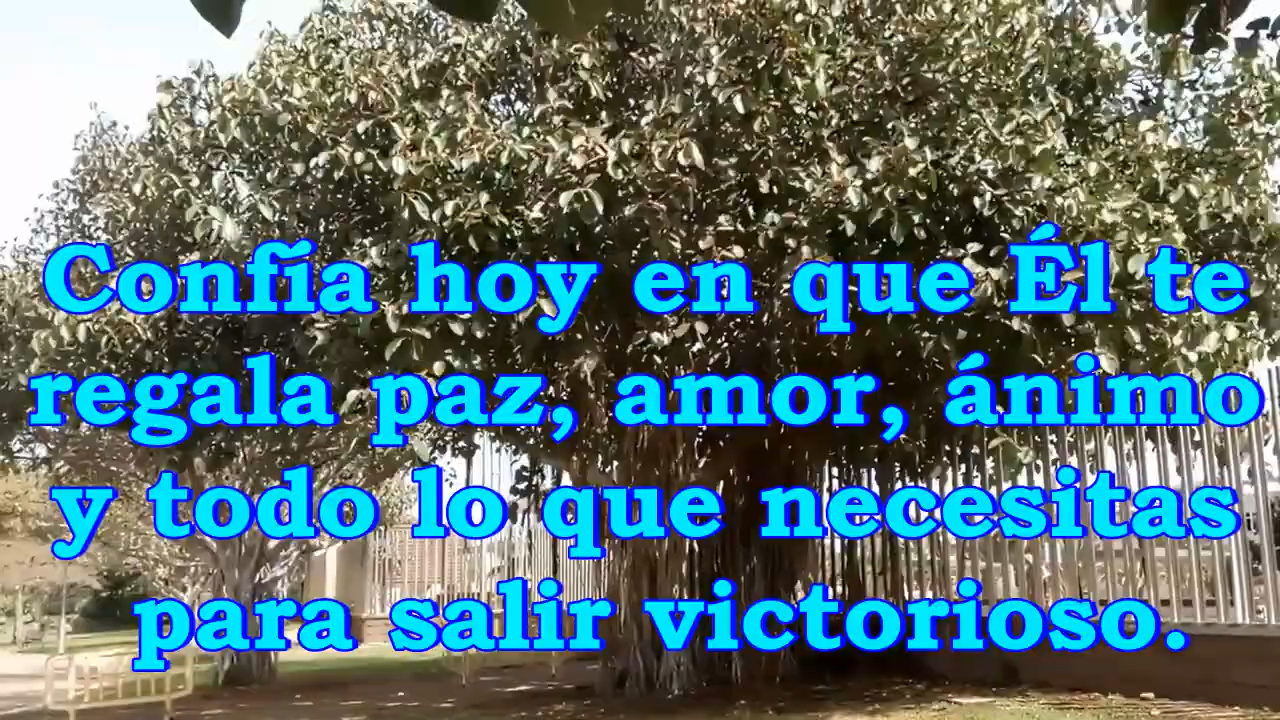 Confía hoy en que Él te
regala paz, amor, ánimo
y todo lo que necesitas
para salir victorioso.